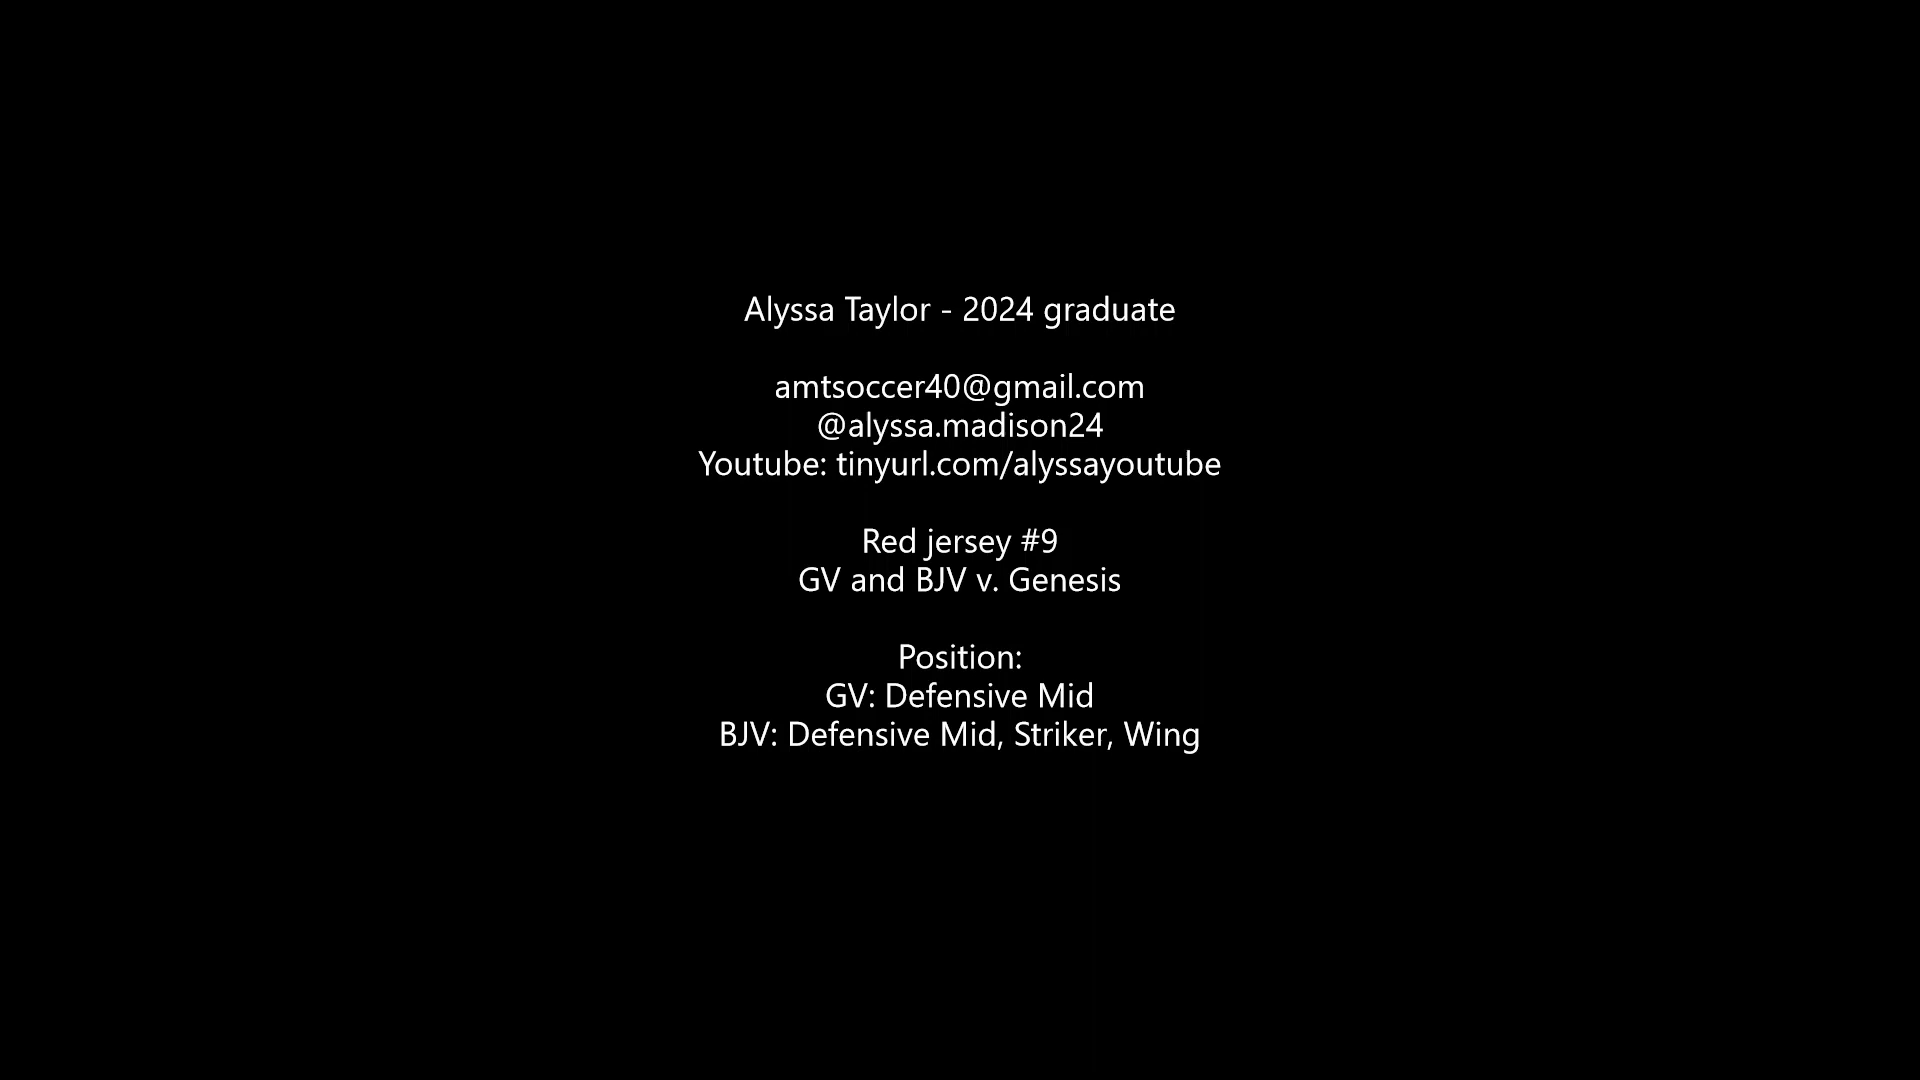 Alyssa Taylor - 2024 graduate
amtsoccer40@gmail.com
@alyssa.madison24
Youtube: tinyurl.com/alyssayoutube
Red jersey #9
GV and BJV v. Genesis
Position:
GV: Defensive Mid
BJV: Defensive Mid, Striker, Wing